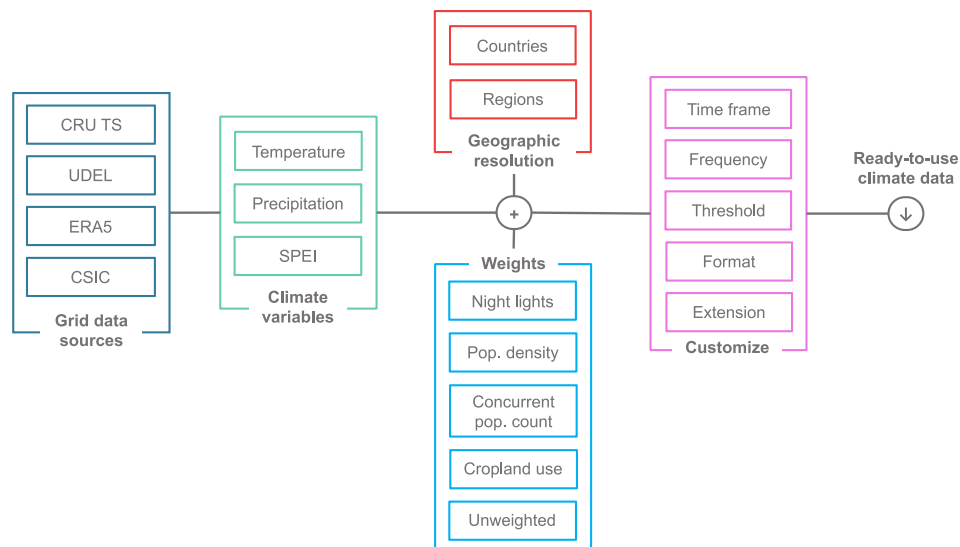 CRU TS
UDEL
ERA5
CSIC
Grid data
sources
Temperature
Precipitation
SPEI
Climate
variables
Countries
Regions
Geographic
resolution
+
Weights
Night lights
Pop. density
Concurrent
pop. count
Cropland use
Unweighted
Time frame
Frequency
Threshold
Format
Extension
Customize
Ready-to-use
climate data